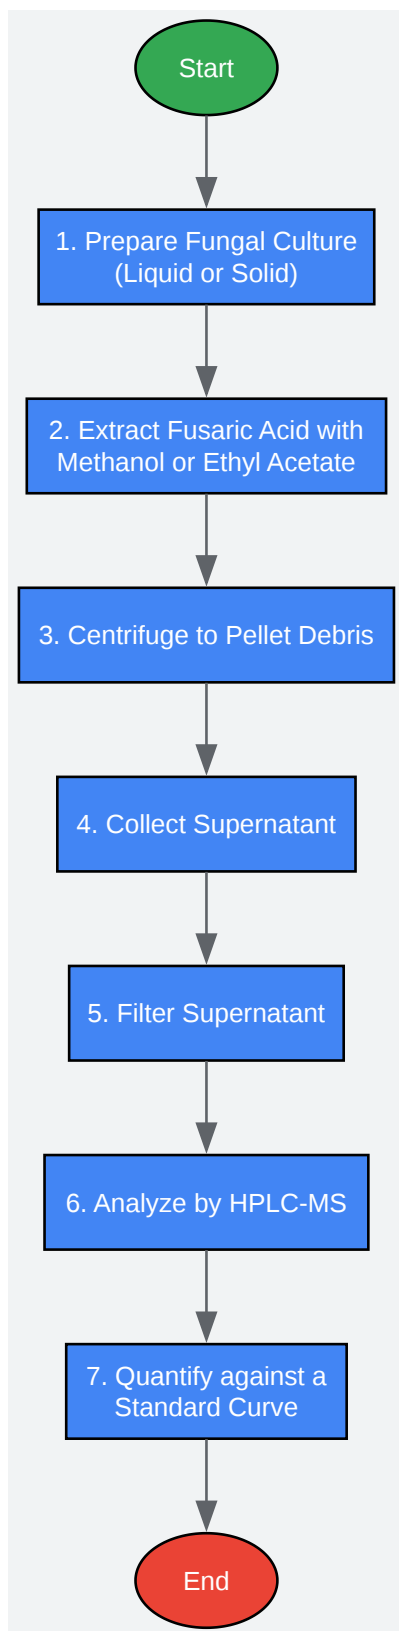 Start
1. Prepare Fungal Culture
(Liquid or Solid)
2. Extract Fusaric Acid with
Methanol or Ethyl Acetate
3. Centrifuge to Pellet Debris
4. Collect Supernatant
5. Filter Supernatant
6. Analyze by HPLC-MS
7. Quantify against a
Standard Curve
End